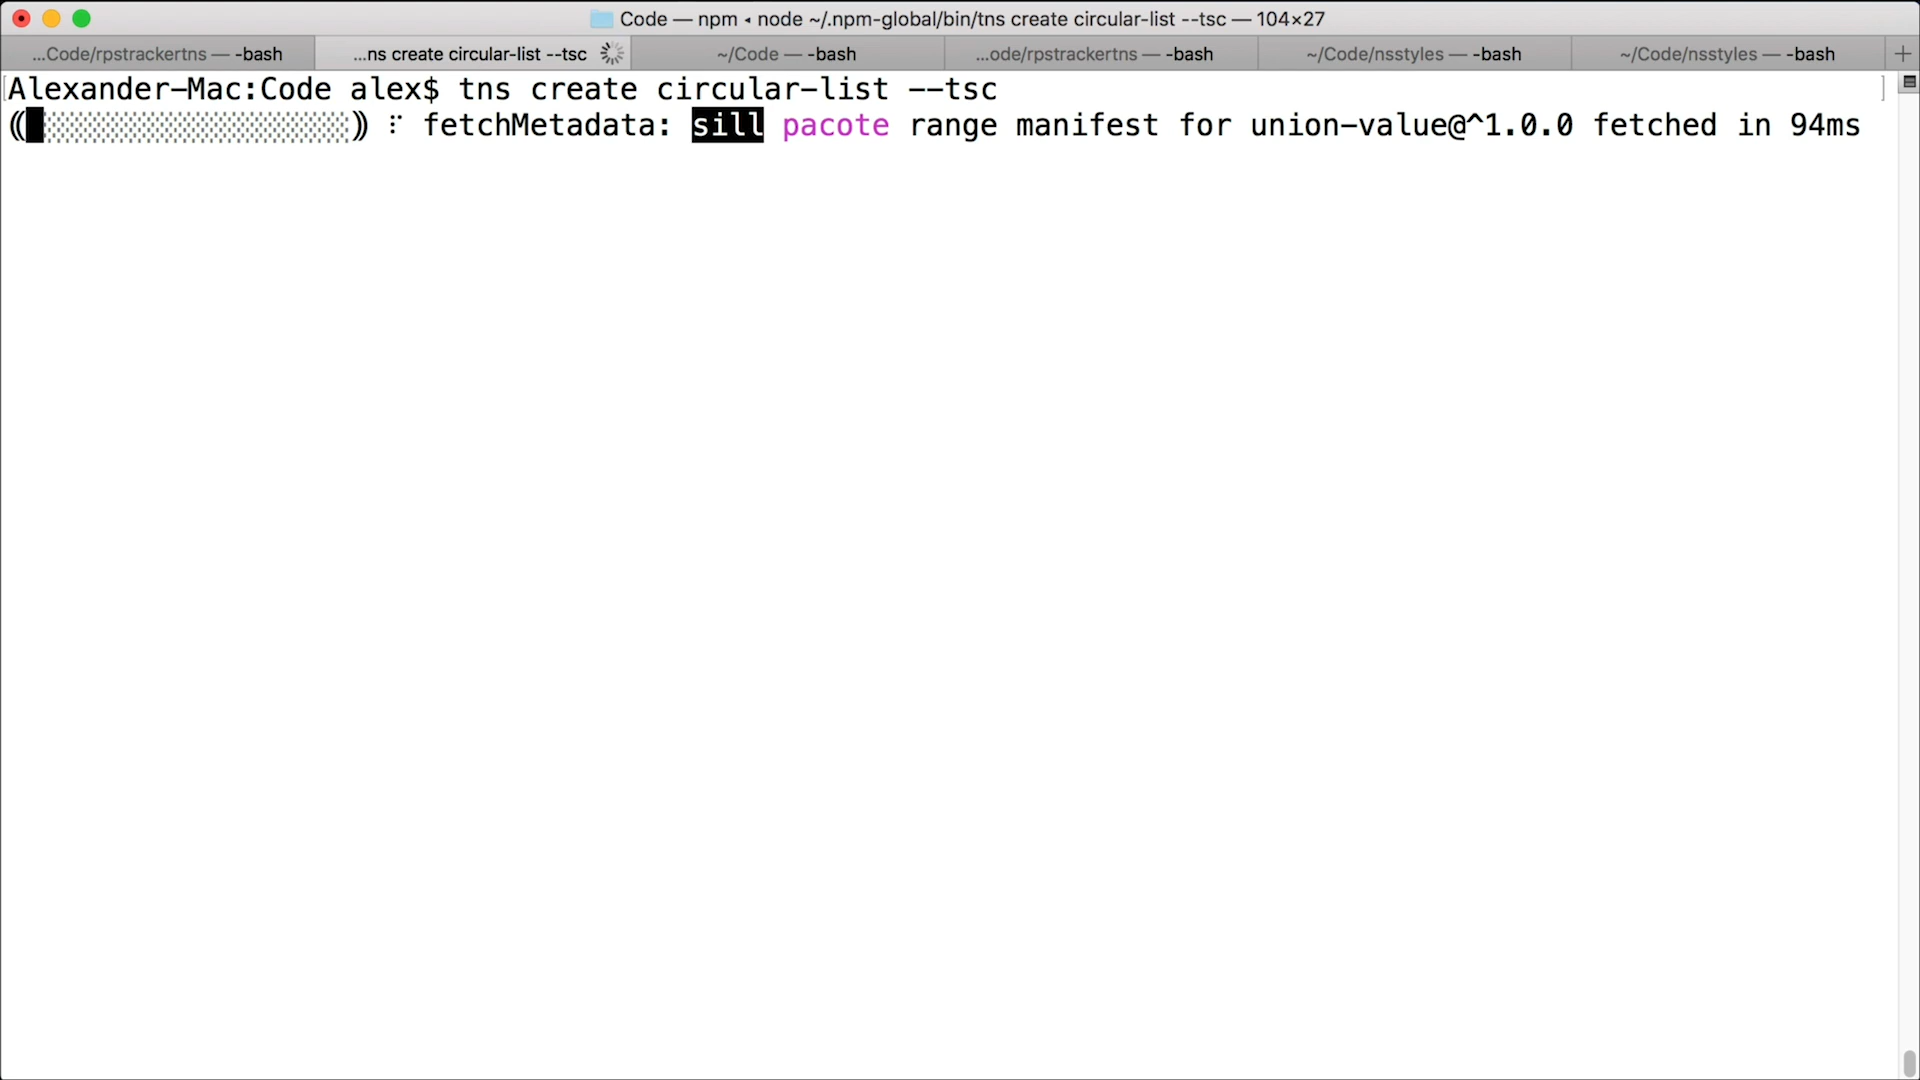 Code — npm ◂ node ~/.npm-global/bin/tns create circular-list --tsc — 104×27
...Code/rpstrackertns — -bash
...ns create circular-list --tsc
~/Code — -bash
...ode/rpstrackertns — -bash
~/Code/nsstyles — -bash
~/Code/nsstyles — -bash
Alexander-Mac:Code alex$ tns create circular-list --tsc
⸨█░░░░░░░░░░░░░░░░░⸩ ⠏ fetchMetadata: sill pacote range manifest for union-value@^1.0.0 fetched in 94ms